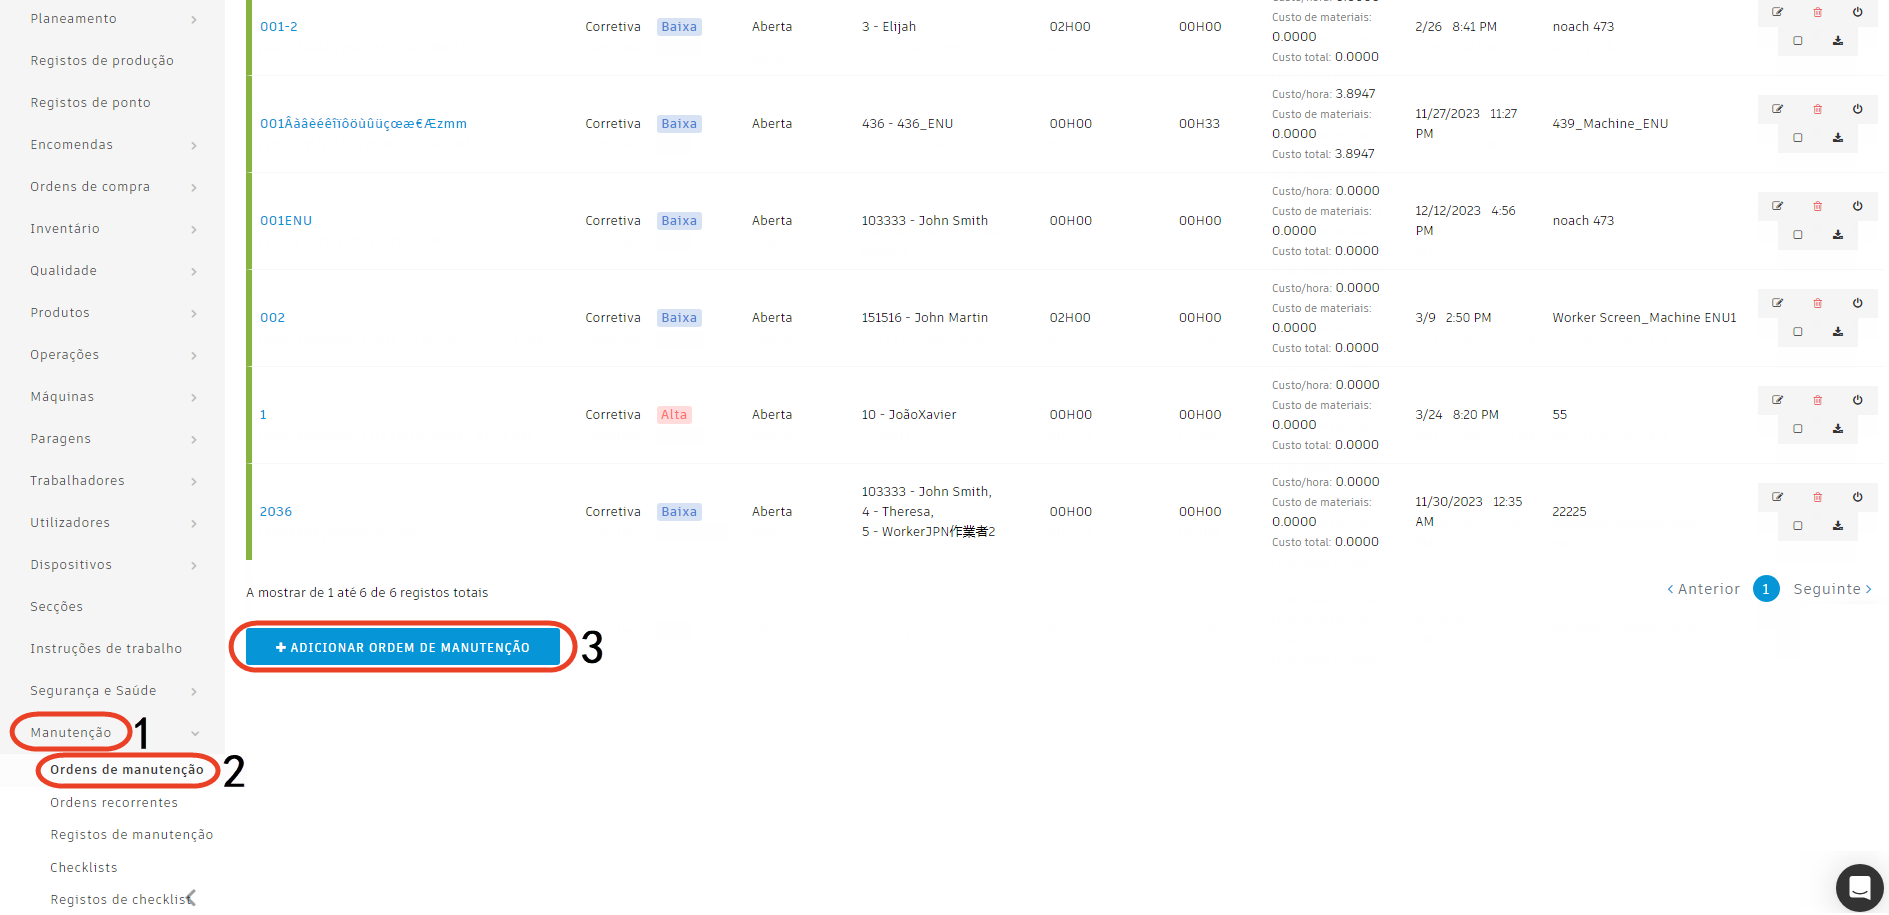 Planeamento
Registos de produção
Registos de ponto
Encomendas
Ordens de compra
Inventário
Qualidade
Produtos
Operações
Máquinas
Paragens
Trabalhadores
Utilizadores
Dispositivos
Secções
Instruções de trabalho
Segurança e Saúde
Manutenção 1
Ordens de manutenção 2
Ordens recorrentes
Registos de manutenção
Checklists
Registos de checklist
001-2 Corretiva Baixa Aberta 3 - Elijah 02H00 00H00
Custo de materiais:
0.0000
Custo total: 0.0000
2/26 8:41 PM noach 473
001Ââàâèéêîïôöùûüçœæ€Æzmm Corretiva Baixa Aberta 436 - 436_ENU 00H00 00H33
Custo/hora: 3.8947
Custo de materiais:
0.0000
Custo total: 3.8947
11/27/2023 11:27
PM
439_Machine_ENU
001ENU Corretiva Baixa Aberta 103333 - John Smith 00H00 00H00
Custo/hora: 0.0000
Custo de materiais:
0.0000
Custo total: 0.0000
12/12/2023 4:56
PM
noach 473
002 Corretiva Baixa Aberta 151516 - John Martin 02H00 00H00
Custo/hora: 0.0000
Custo de materiais:
0.0000
Custo total: 0.0000
3/9 2:50 PM Worker Screen_Machine ENU1
1 Corretiva Alta Aberta 10 - JoãoXavier 00H00 00H00
Custo/hora: 0.0000
Custo de materiais:
0.0000
Custo total: 0.0000
3/24 8:20 PM 55
2036 Corretiva Baixa Aberta
103333 - John Smith,
4 - Theresa,
5 - WorkerJPN作業者2
00H00 00H00
Custo/hora: 0.0000
Custo de materiais:
0.0000
Custo total: 0.0000
11/30/2023 12:35
AM
22225
A mostrar de 1 até 6 de 6 registos totais
Anterior 1 Seguinte
ADICIONAR ORDEM DE MANUTENÇÃO 3